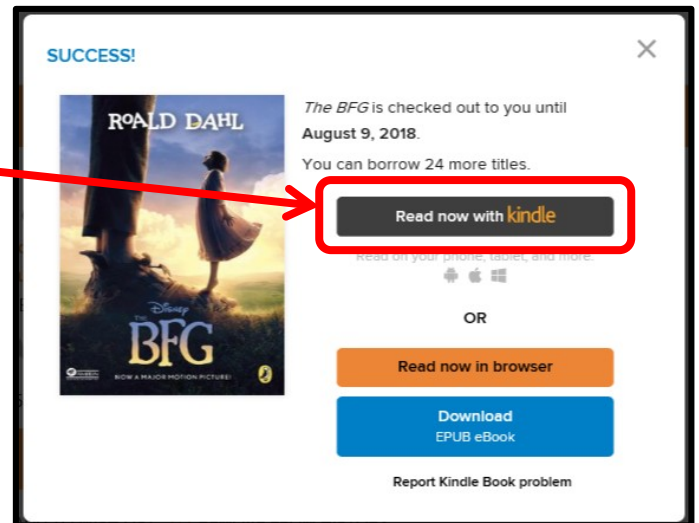 SUCCESS!
ROALD DAHL
Disney
THE
BFG
NOW A MAJOR MOTION PICTURE!
The BFG is checked out to you until
August 9, 2018.
You can borrow 24 more titles.
Read now with kindle
Read on your phone, tablet, and more.
OR
Read now in browser
Download
EPUB eBook
Report Kindle Book problem